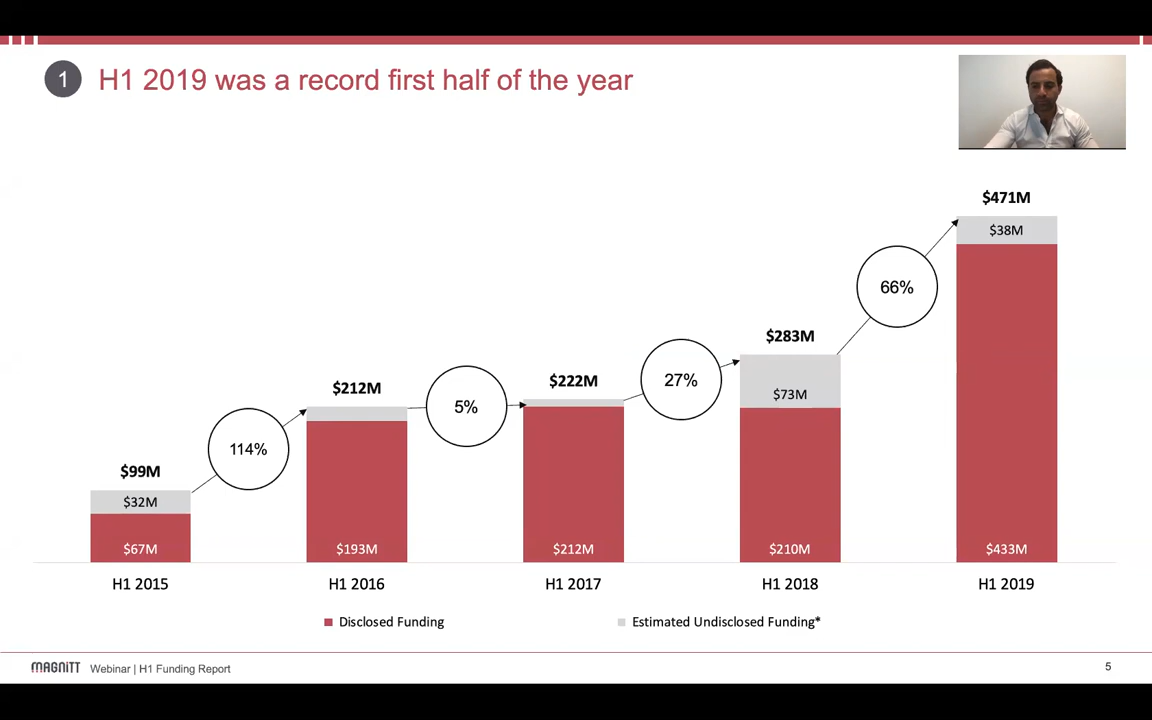 1 H1 2019 was a record first half of the year
$471M
$38M
66%
$283M
$73M
27%
$222M
$212M
5%
114%
$99M
$32M
$67M
$193M
$212M
$210M
$433M
H1 2015
H1 2016
H1 2017
H1 2018
H1 2019
Disclosed Funding
Estimated Undisclosed Funding*
MAGNiTT Webinar | H1 Funding Report
5